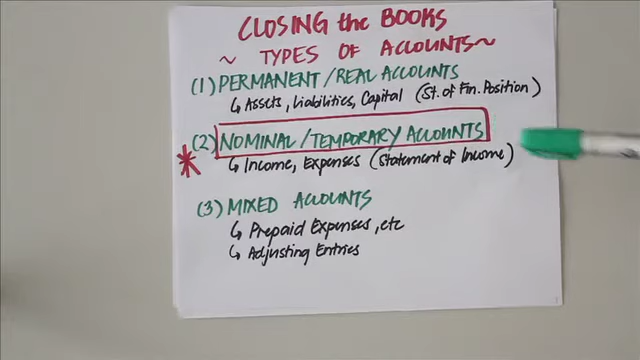 CLOSING the BOOKS
~ TYPES OF ACCOUNTS ~
(1) PERMANENT/REAL ACCOUNTS
↳ Assets, Liabilities, Capital (St. of Fin. Position)
(2) NOMINAL/TEMPORARY ACCOUNTS
* ↳ Income, Expenses (Statement of Income)
(3) MIXED ACCOUNTS
↳ Prepaid Expenses, etc
↳ Adjusting Entries